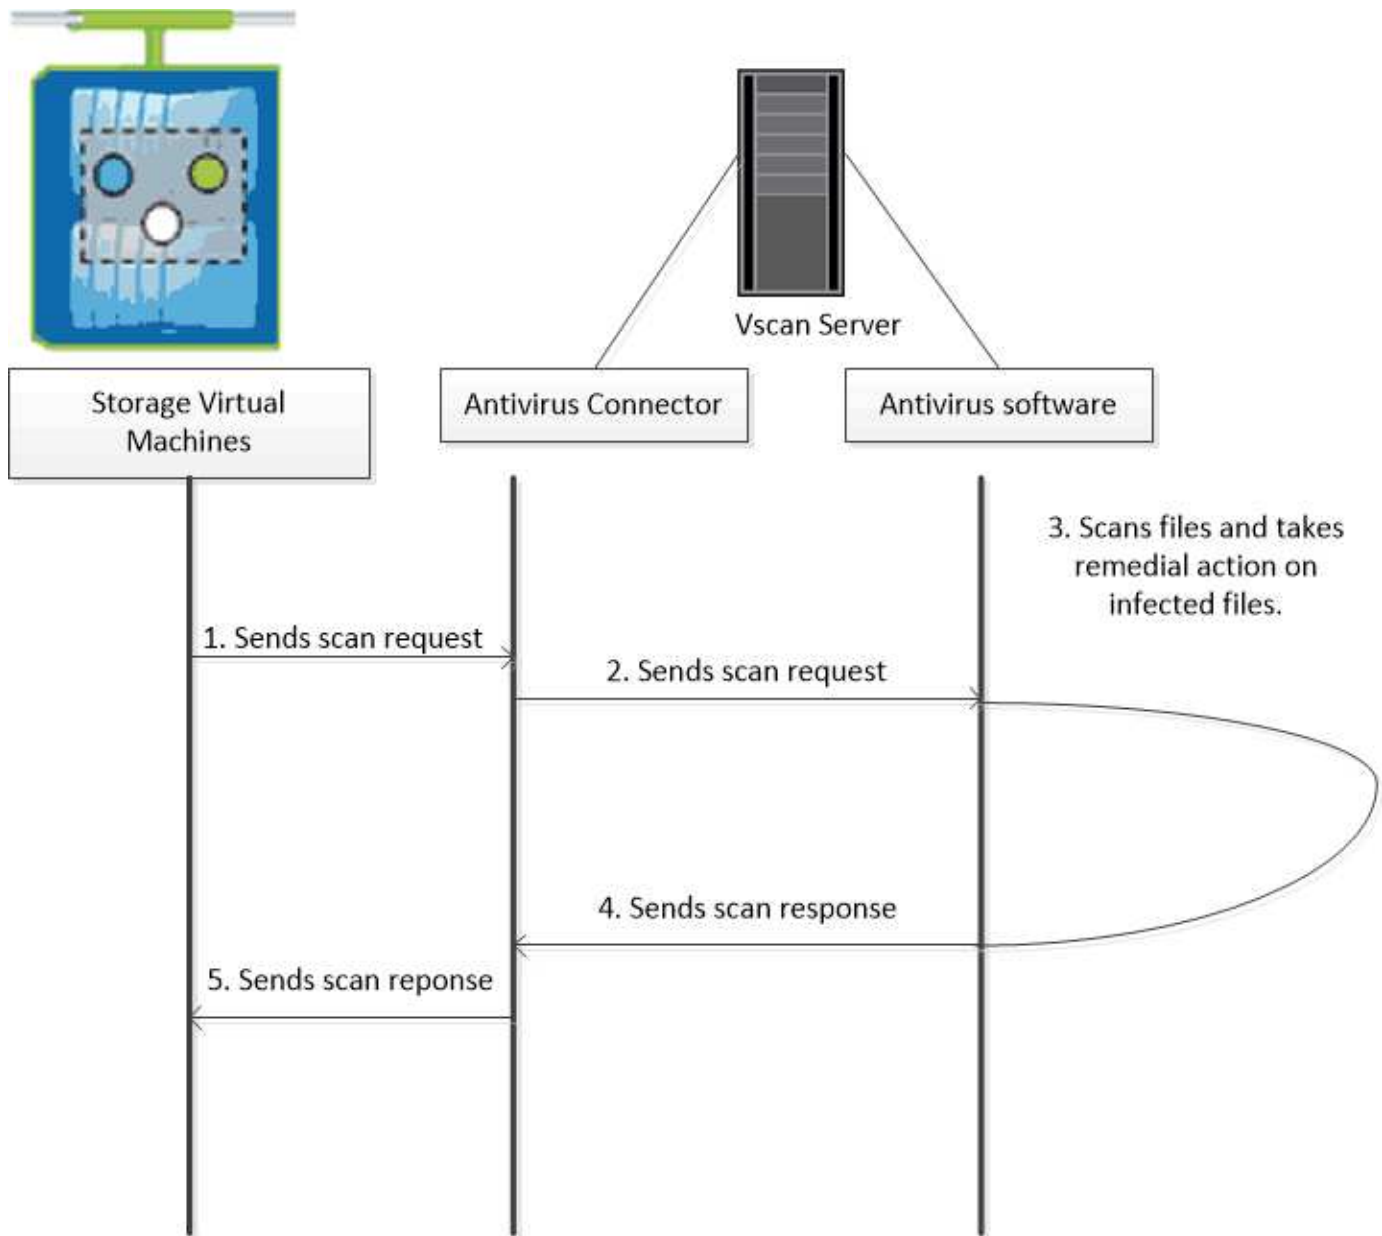 Vscan Server
Storage Virtual
Machines
Antivirus Connector
Antivirus software
3. Scans files and takes
remedial action on
infected files.
1. Sends scan request
2. Sends scan request
4. Sends scan response
5. Sends scan reponse